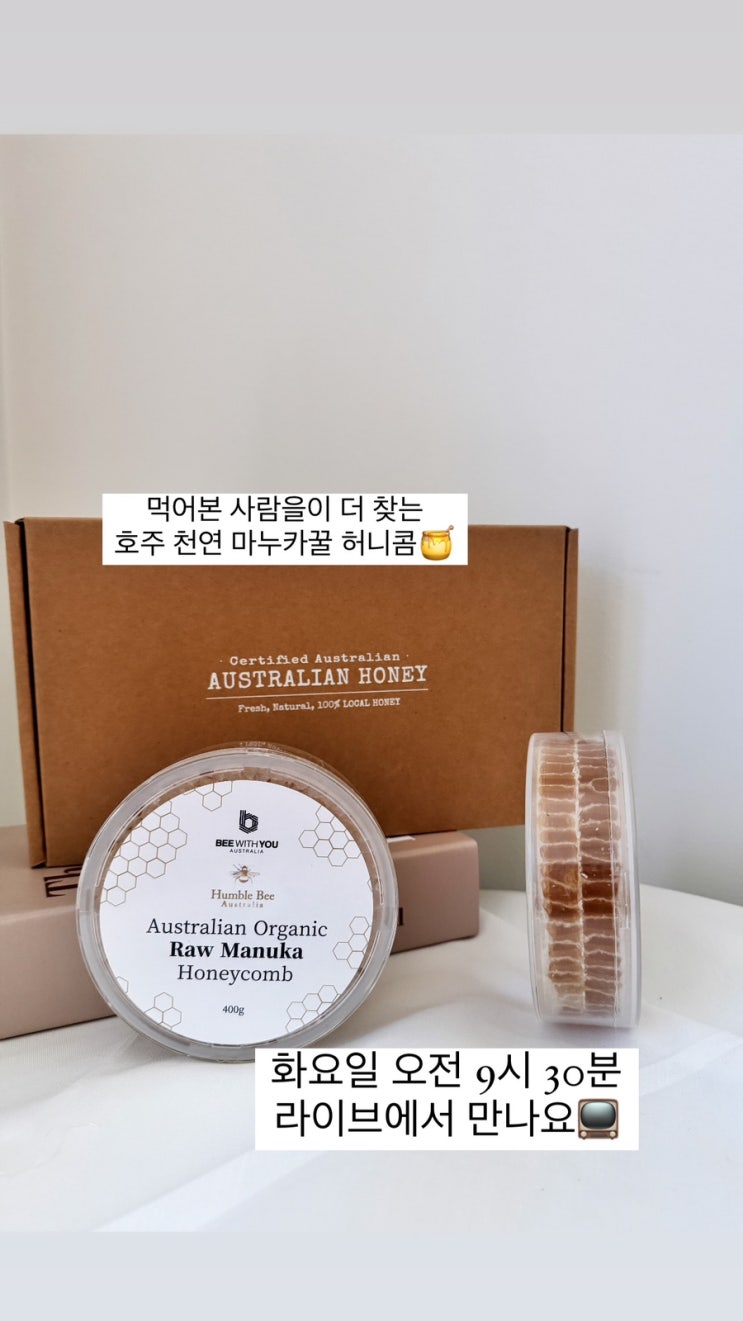 먹어본 사람을이 더 찾는
호주 천연 마누카꿀 허니콤🍯
· Certified Australian ·
AUSTRALIAN HONEY
Fresh, Natural, 100% LOCAL HONEY
BEE WITH YOU
AUSTRALIA
Humble Bee
Australia
Australian Organic
Raw Manuka
Honeycomb
400g
화요일 오전 9시 30분
라이브에서 만나요📺